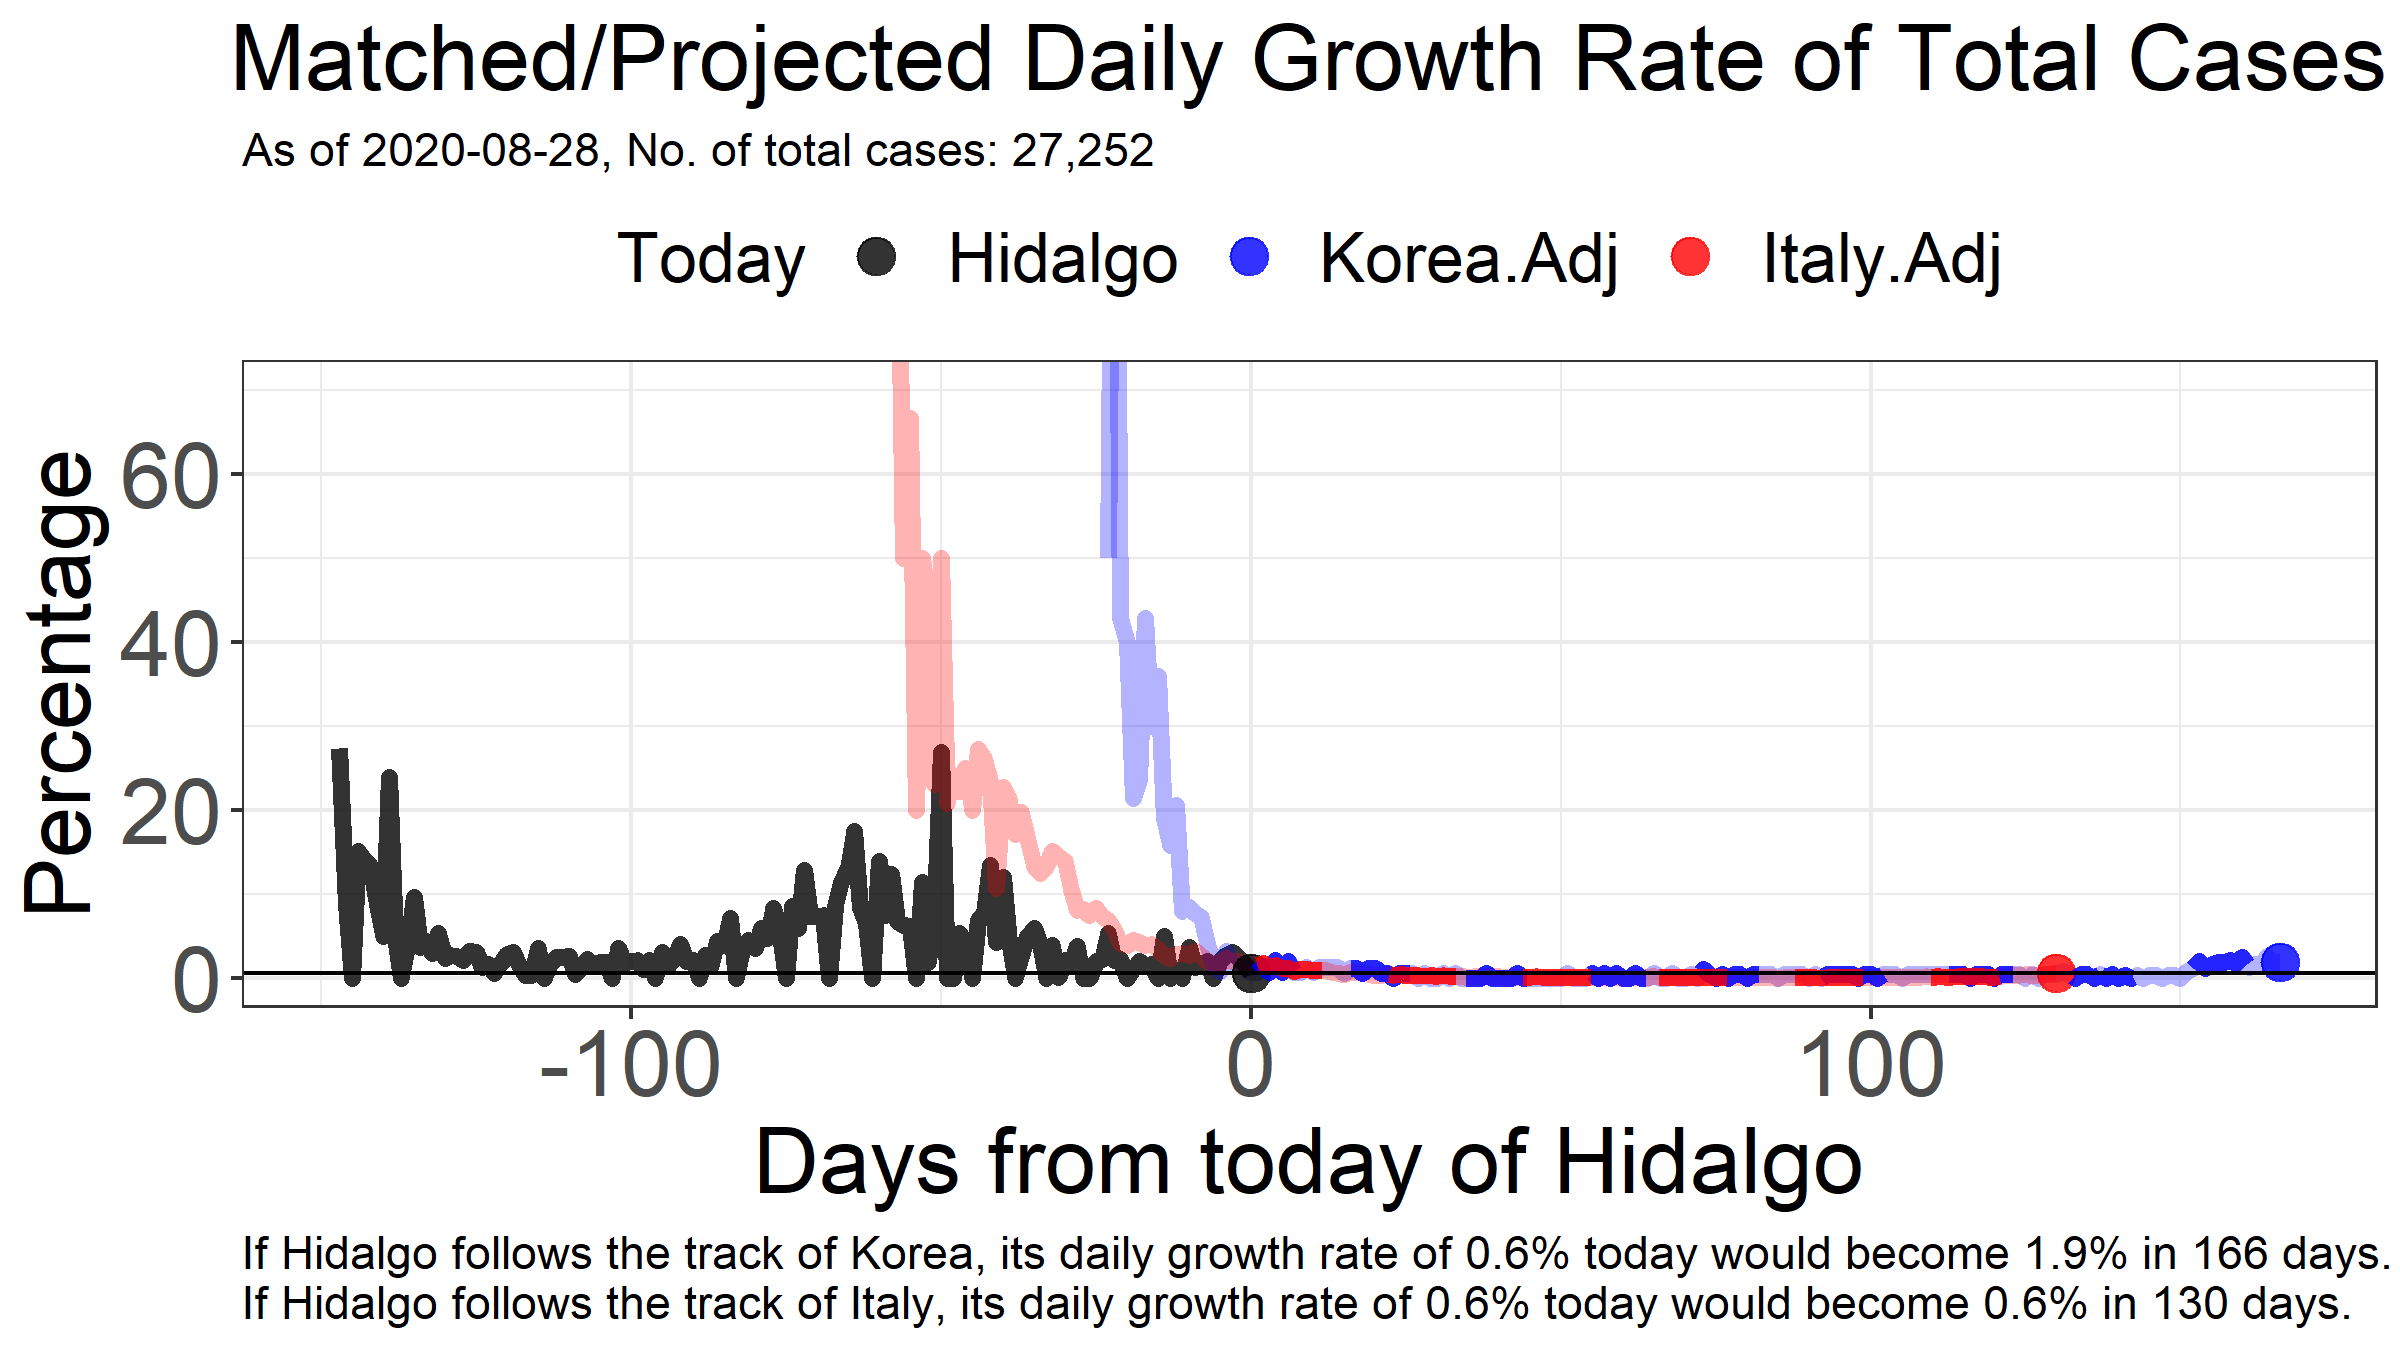 Matched/Projected Daily Growth Rate of Total Cases
As of 2020-08-28, No. of total cases: 27,252
Today Hidalgo Korea.Adj Italy.Adj
Percentage
60
40
20
0
-100 0 100
Days from today of Hidalgo
If Hidalgo follows the track of Korea, its daily growth rate of 0.6% today would become 1.9% in 166 days.
If Hidalgo follows the track of Italy, its daily growth rate of 0.6% today would become 0.6% in 130 days.